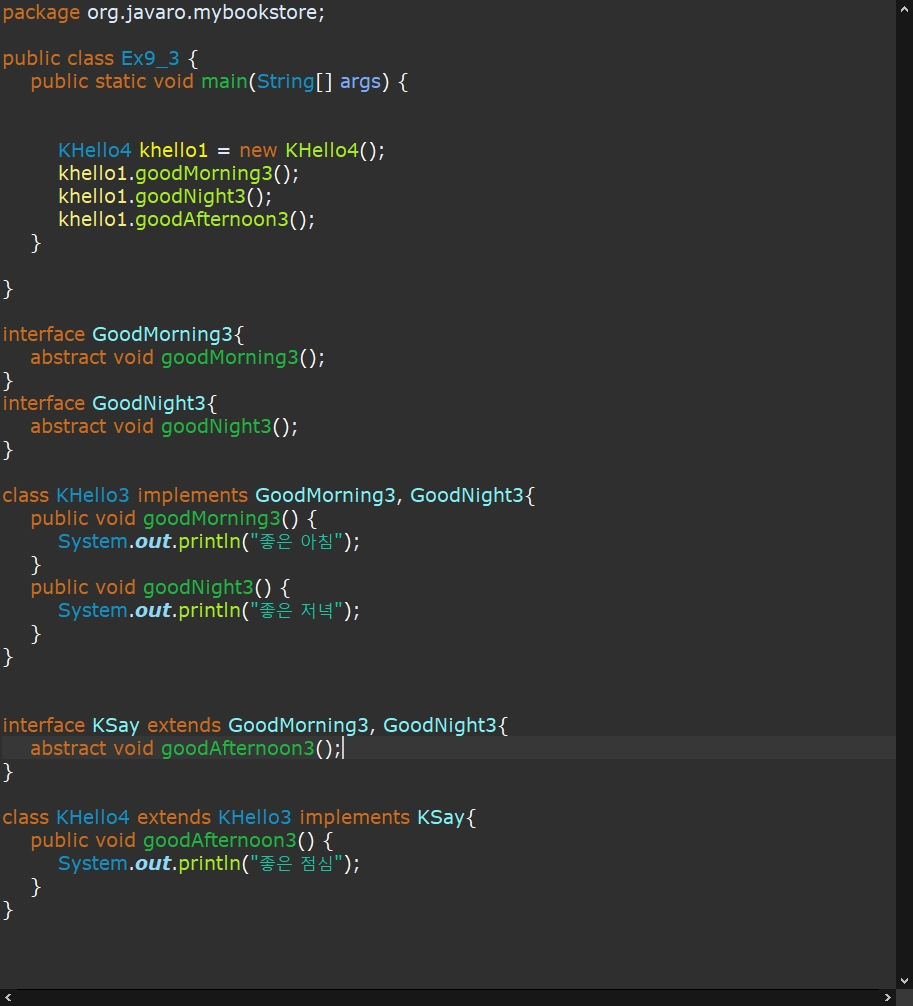 package org.javaro.mybookstore;
public class Ex9_3 {
public static void main(String[] args) {
KHello4 khello1 = new KHello4();
khello1.goodMorning3();
khello1.goodNight3();
khello1.goodAfternoon3();
}
}
interface GoodMorning3{
abstract void goodMorning3();
}
interface GoodNight3{
abstract void goodNight3();
}
class KHello3 implements GoodMorning3, GoodNight3{
public void goodMorning3() {
System.out.println("좋은 아침");
}
public void goodNight3() {
System.out.println("좋은 저녁");
}
}
interface KSay extends GoodMorning3, GoodNight3{
abstract void goodAfternoon3();
}
class KHello4 extends KHello3 implements KSay{
public void goodAfternoon3() {
System.out.println("좋은 점심");
}
}